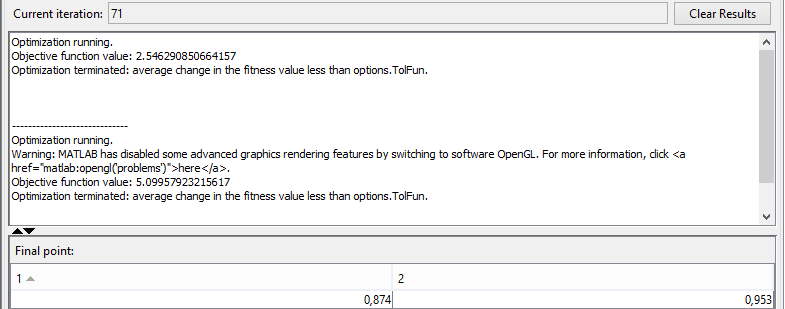 Current iteration: 71 Clear Results
Optimization running.
Objective function value: 2.546290850664157
Optimization terminated: average change in the fitness value less than options.TolFun.
-----------------------------
Optimization running.
Warning: MATLAB has disabled some advanced graphics rendering features by switching to software OpenGL. For more information, click <a
href="matlab:opengl('problems')">here</a>.
Objective function value: 5.09957923215617
Optimization terminated: average change in the fitness value less than options.TolFun.
Final point:
1 2
0,874 0,953